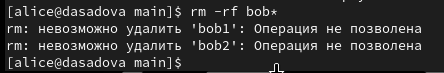 [alice@dasadova main]$ rm -rf bob*
rm: невозможно удалить 'bob1': Операция не позволена
rm: невозможно удалить 'bob2': Операция не позволена
[alice@dasadova main]$